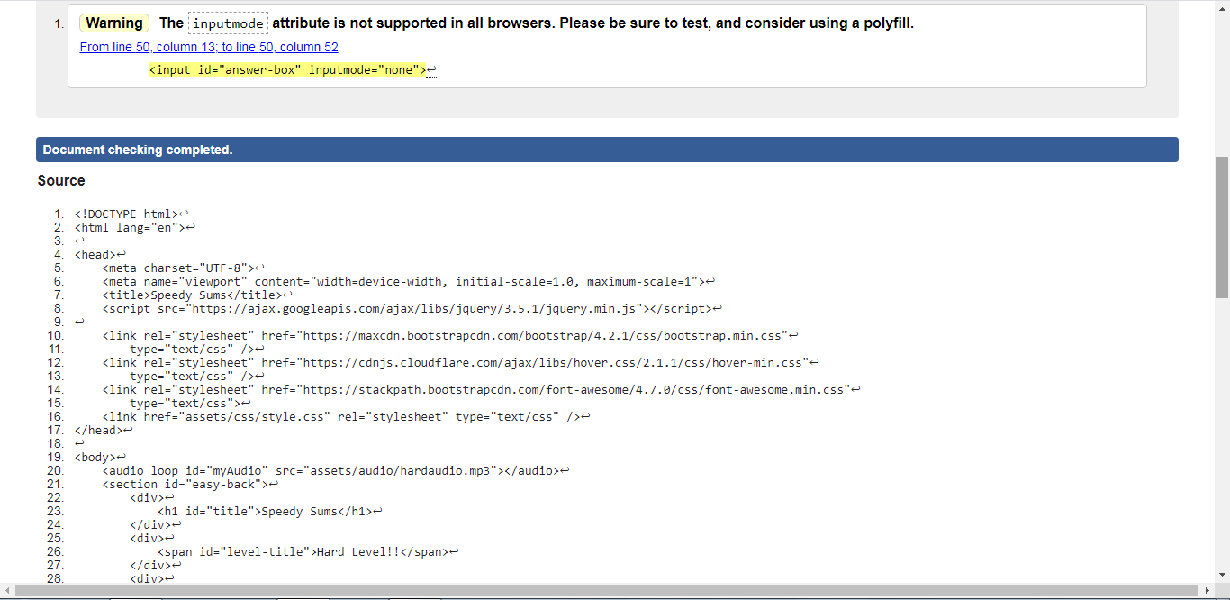 1. Warning The inputmode attribute is not supported in all browsers. Please be sure to test, and consider using a polyfill.
From line 50, column 13; to line 50, column 52
<input id="answer-box" inputmode="none">↩
Document checking completed.
Source
1. <!DOCTYPE html>↩
2. <html lang="en">↩
3. ↩
4. <head>↩
5. <meta charset="UTF-8">↩
6. <meta name="viewport" content="width=device-width, initial-scale=1.0, maximum-scale=1">↩
7. <title>Speedy Sums</title>↩
8. <script src="https://ajax.googleapis.com/ajax/libs/jquery/3.5.1/jquery.min.js"></script>↩
9. ↩
10. <link rel="stylesheet" href="https://maxcdn.bootstrapcdn.com/bootstrap/4.2.1/css/bootstrap.min.css"↩
11. type="text/css" />↩
12. <link rel="stylesheet" href="https://cdnjs.cloudflare.com/ajax/libs/hover.css/2.1.1/css/hover-min.css"↩
13. type="text/css" />↩
14. <link rel="stylesheet" href="https://stackpath.bootstrapcdn.com/font-awesome/4.7.0/css/font-awesome.min.css"↩
15. type="text/css">↩
16. <link href="assets/css/style.css" rel="stylesheet" type="text/css" />↩
17. </head>↩
18. ↩
19. <body>↩
20. <audio loop id="myAudio" src="assets/audio/hardaudio.mp3"></audio>↩
21. <section id="easy-back">↩
22. <div>↩
23. <h1 id="title">Speedy Sums</h1>↩
24. </div>↩
25. <div>↩
26. <span id="level-title">Hard Level!!</span>↩
27. </div>↩
28. <div>↩